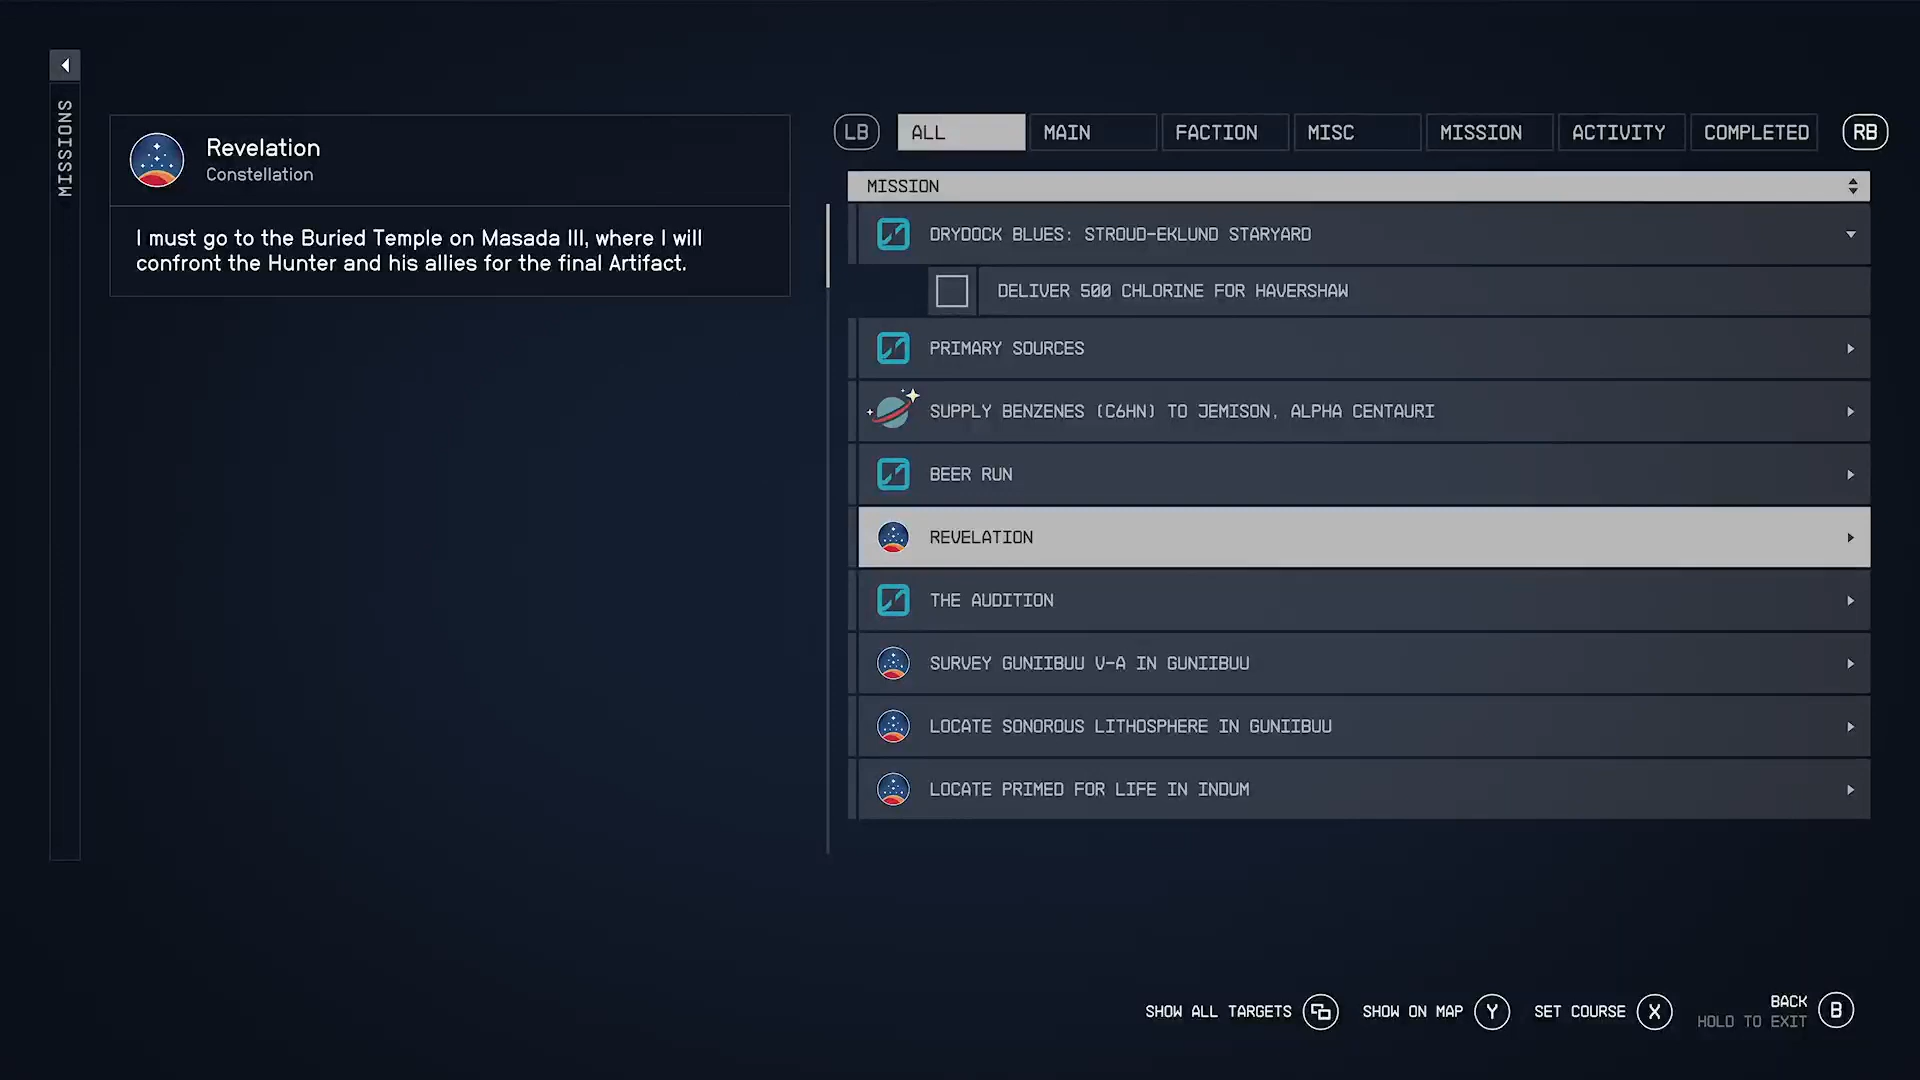 MISSIONS
Revelation
Constellation
I must go to the Buried Temple on Masada III, where I will
confront the Hunter and his allies for the final Artifact.
LB ALL MAIN FACTION MISC MISSION ACTIVITY COMPLETED RB
MISSION
DRYDOCK BLUES: STROUD-EKLUND STARYARD
DELIVER 500 CHLORINE FOR HAVERSHAW
PRIMARY SOURCES
SUPPLY BENZENES (C6HN) TO JEMISON, ALPHA CENTAURI
BEER RUN
REVELATION
THE AUDITION
SURVEY GUNIIBUU V-A IN GUNIIBUU
LOCATE SONOROUS LITHOSPHERE IN GUNIIBUU
LOCATE PRIMED FOR LIFE IN INDUM
SHOW ALL TARGETS SHOW ON MAP Y SET COURSE X BACK B
HOLD TO EXIT